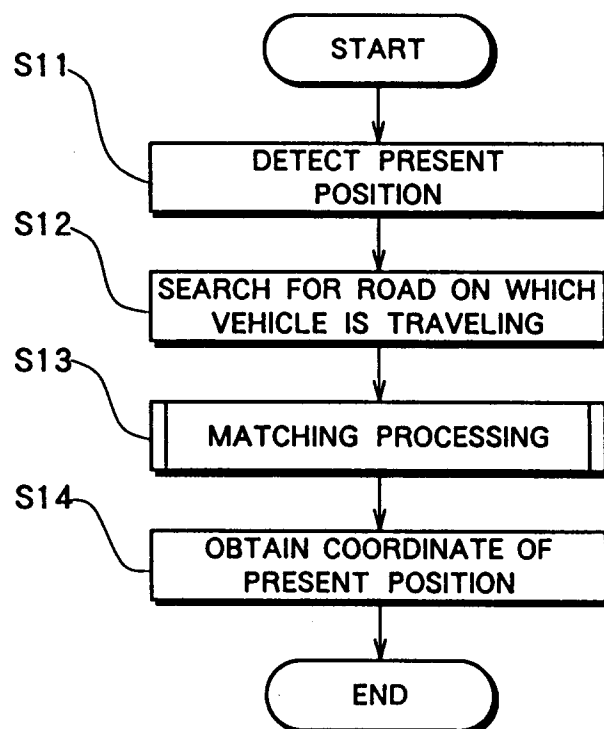 START
S11
DETECT PRESENT
POSITION
S12
SEARCH FOR ROAD ON WHICH
VEHICLE IS TRAVELING
S13
MATCHING PROCESSING
S14
OBTAIN COORDINATE OF
PRESENT POSITION
END